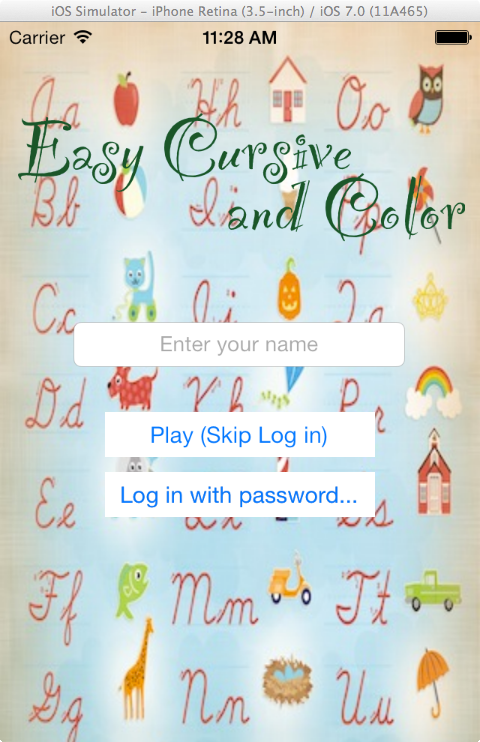 iOS Simulator – iPhone Retina (3.5-inch) / iOS 7.0 (11A465)
Carrier 11:28 AM
Aa Hh Oo
Easy Cursive
Bb Ii Pp
and Color
Cc Jj
Enter your name
Dd Kk Rr
Play (Skip Log in)
Log in with password...
Ee
Ff Mm Tt
Gg Nn Uu